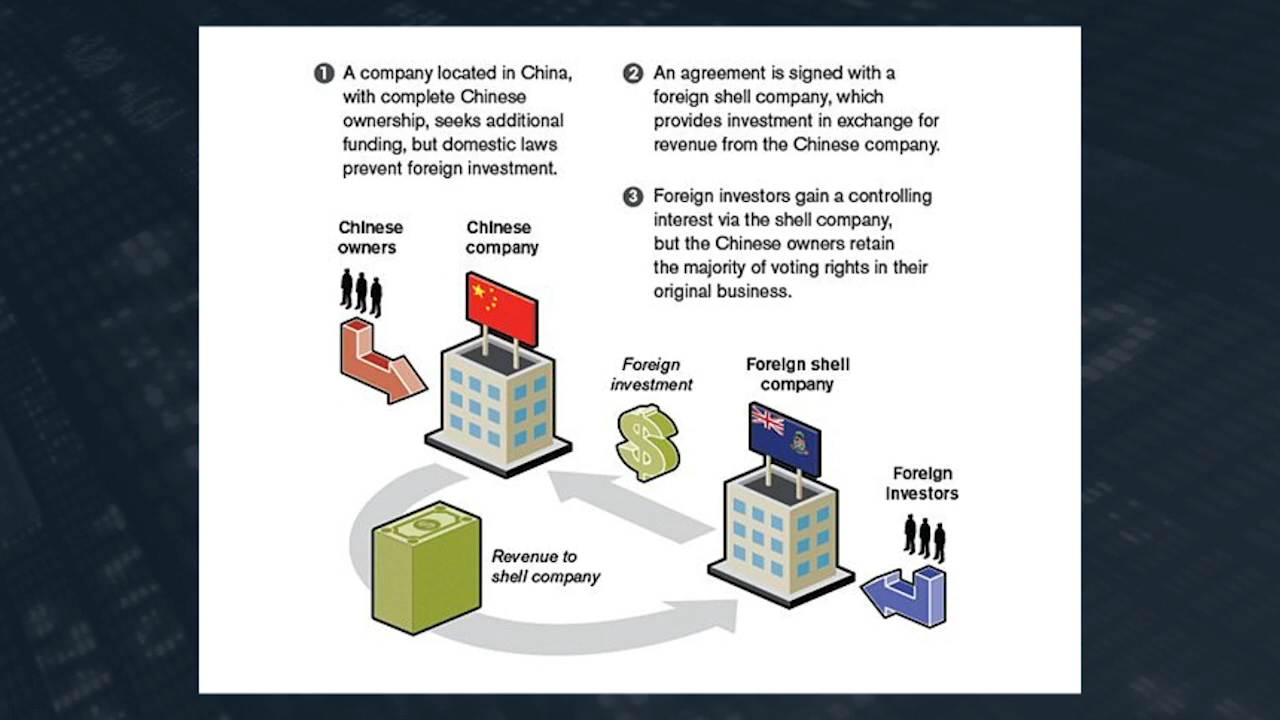 1 A company located in China,
with complete Chinese
ownership, seeks additional
funding, but domestic laws
prevent foreign investment.
2 An agreement is signed with a
foreign shell company, which
provides investment in exchange for
revenue from the Chinese company.
3 Foreign investors gain a controlling
interest via the shell company,
but the Chinese owners retain
the majority of voting rights in their
original business.
Chinese
owners
Chinese
company
Foreign
investment
Foreign shell
company
Foreign
investors
Revenue to
shell company